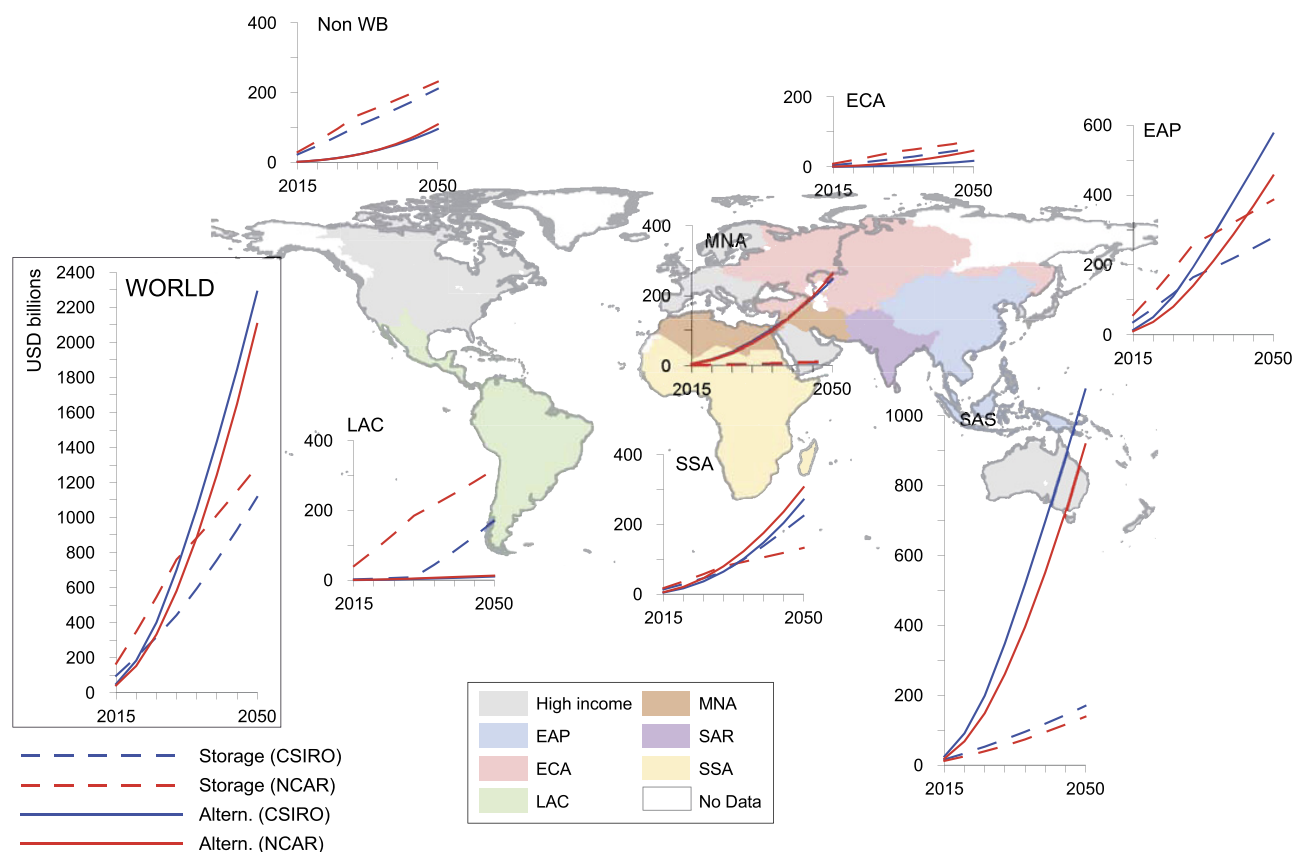 Non WB
400
200
0
2015
2050
ECA
200
0
2015
2050
EAP
600
400
200
0
2015
2050
MNA
400
200
0
2015
2050
WORLD
USD billions
2400
2200
2000
1800
1600
1400
1200
1000
800
600
400
200
0
2015
2050
LAC
400
200
0
2015
2050
SSA
400
200
0
2015
2050
SAS
1000
800
600
400
200
0
2015
2050
High income
EAP
ECA
LAC
MNA
SAR
SSA
No Data
Storage (CSIRO)
Storage (NCAR)
Altern. (CSIRO)
Altern. (NCAR)